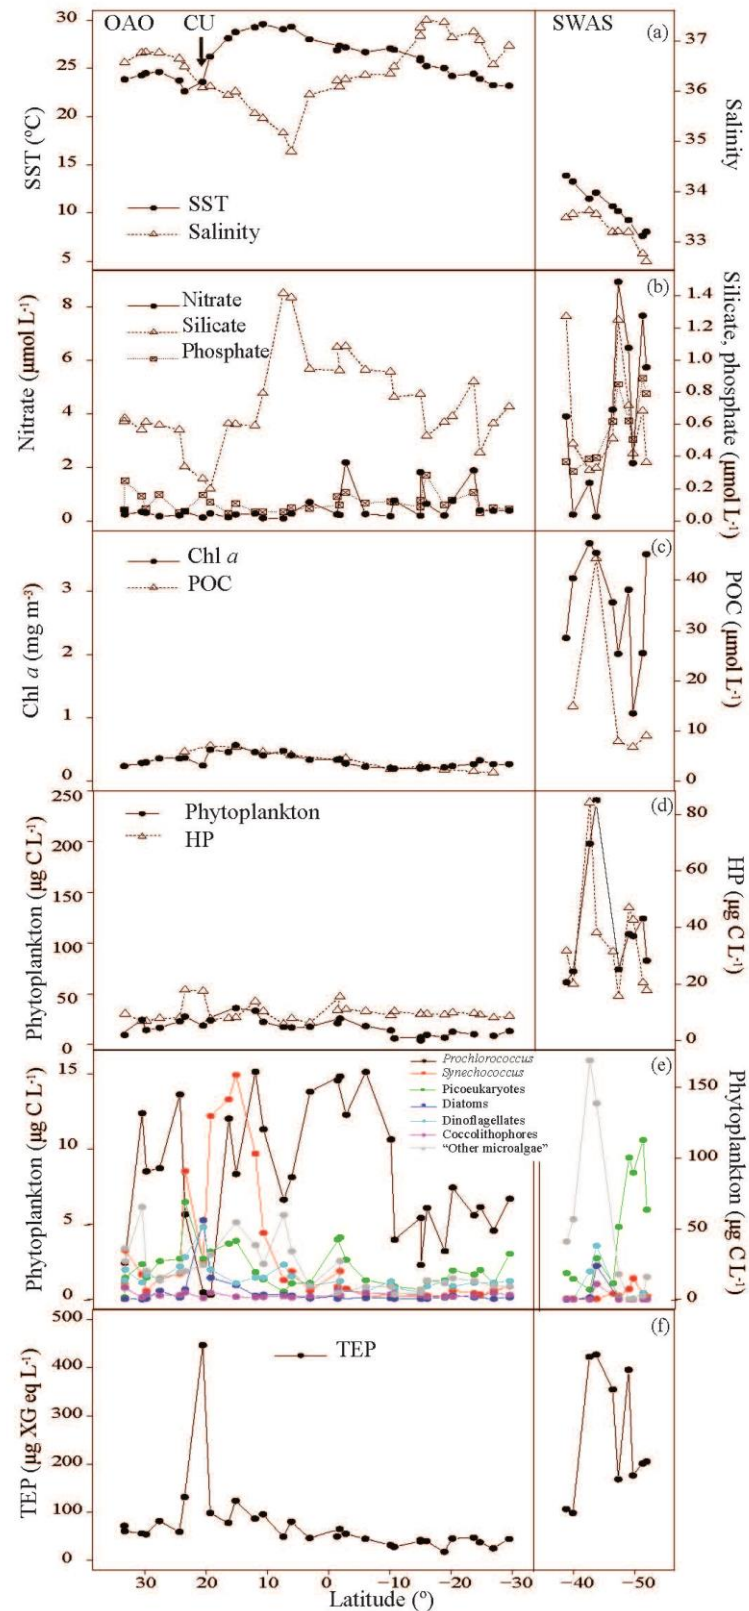 OAO CU SWAS
(a)
30
25
20
15
10
5
SST (ºC)
37
36
35
34
33
Salinity
SST
Salinity
(b)
8
6
4
2
0
Nitrate (µmol L-1)
1.4
1.2
1.0
0.8
0.6
0.4
0.2
0.0
Silicate, phosphate (µmol L-1)
Nitrate
Silicate
Phosphate
(c)
3
2
1
0
Chl a (mg m-3)
40
30
20
10
0
POC (µmol L-1)
Chl a
POC
(d)
250
200
150
100
50
0
Phytoplankton (µg C L-1)
80
60
40
20
0
HP (µg C L-1)
Phytoplankton
HP
(e)
15
10
5
0
Phytoplankton (µg C L-1)
150
100
50
0
Phytoplankton (µg C L-1)
Prochlorococcus
Synechococcus
Picoeukaryotes
Diatoms
Dinoflagellates
Coccolithophores
“Other microalgae”
(f)
500
400
300
200
100
0
TEP (µg XG eq L-1)
TEP
30 20 10 0 −10 −20 −30 −40 −50
Latitude (º)